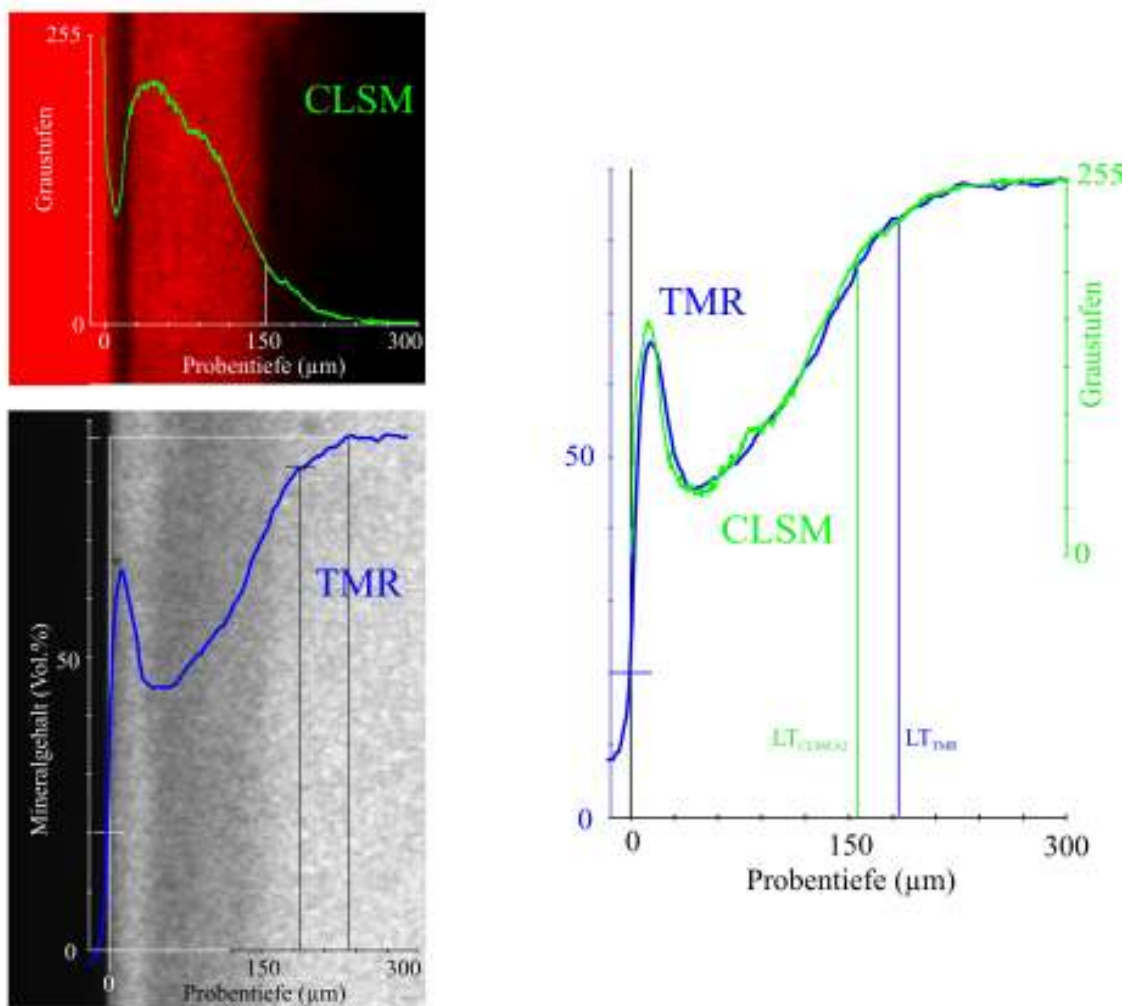 255
CLSM
Graustufen
0
0 150 300
Probentiefe (µm)
Mineralgehalt (Vol.%)
TMR
50
0
0 150 300
Probentiefe (µm)
TMR
CLSM
50
0
255
Graustufen
0
LT
LT TMR
0 150 300
Probentiefe (µm)